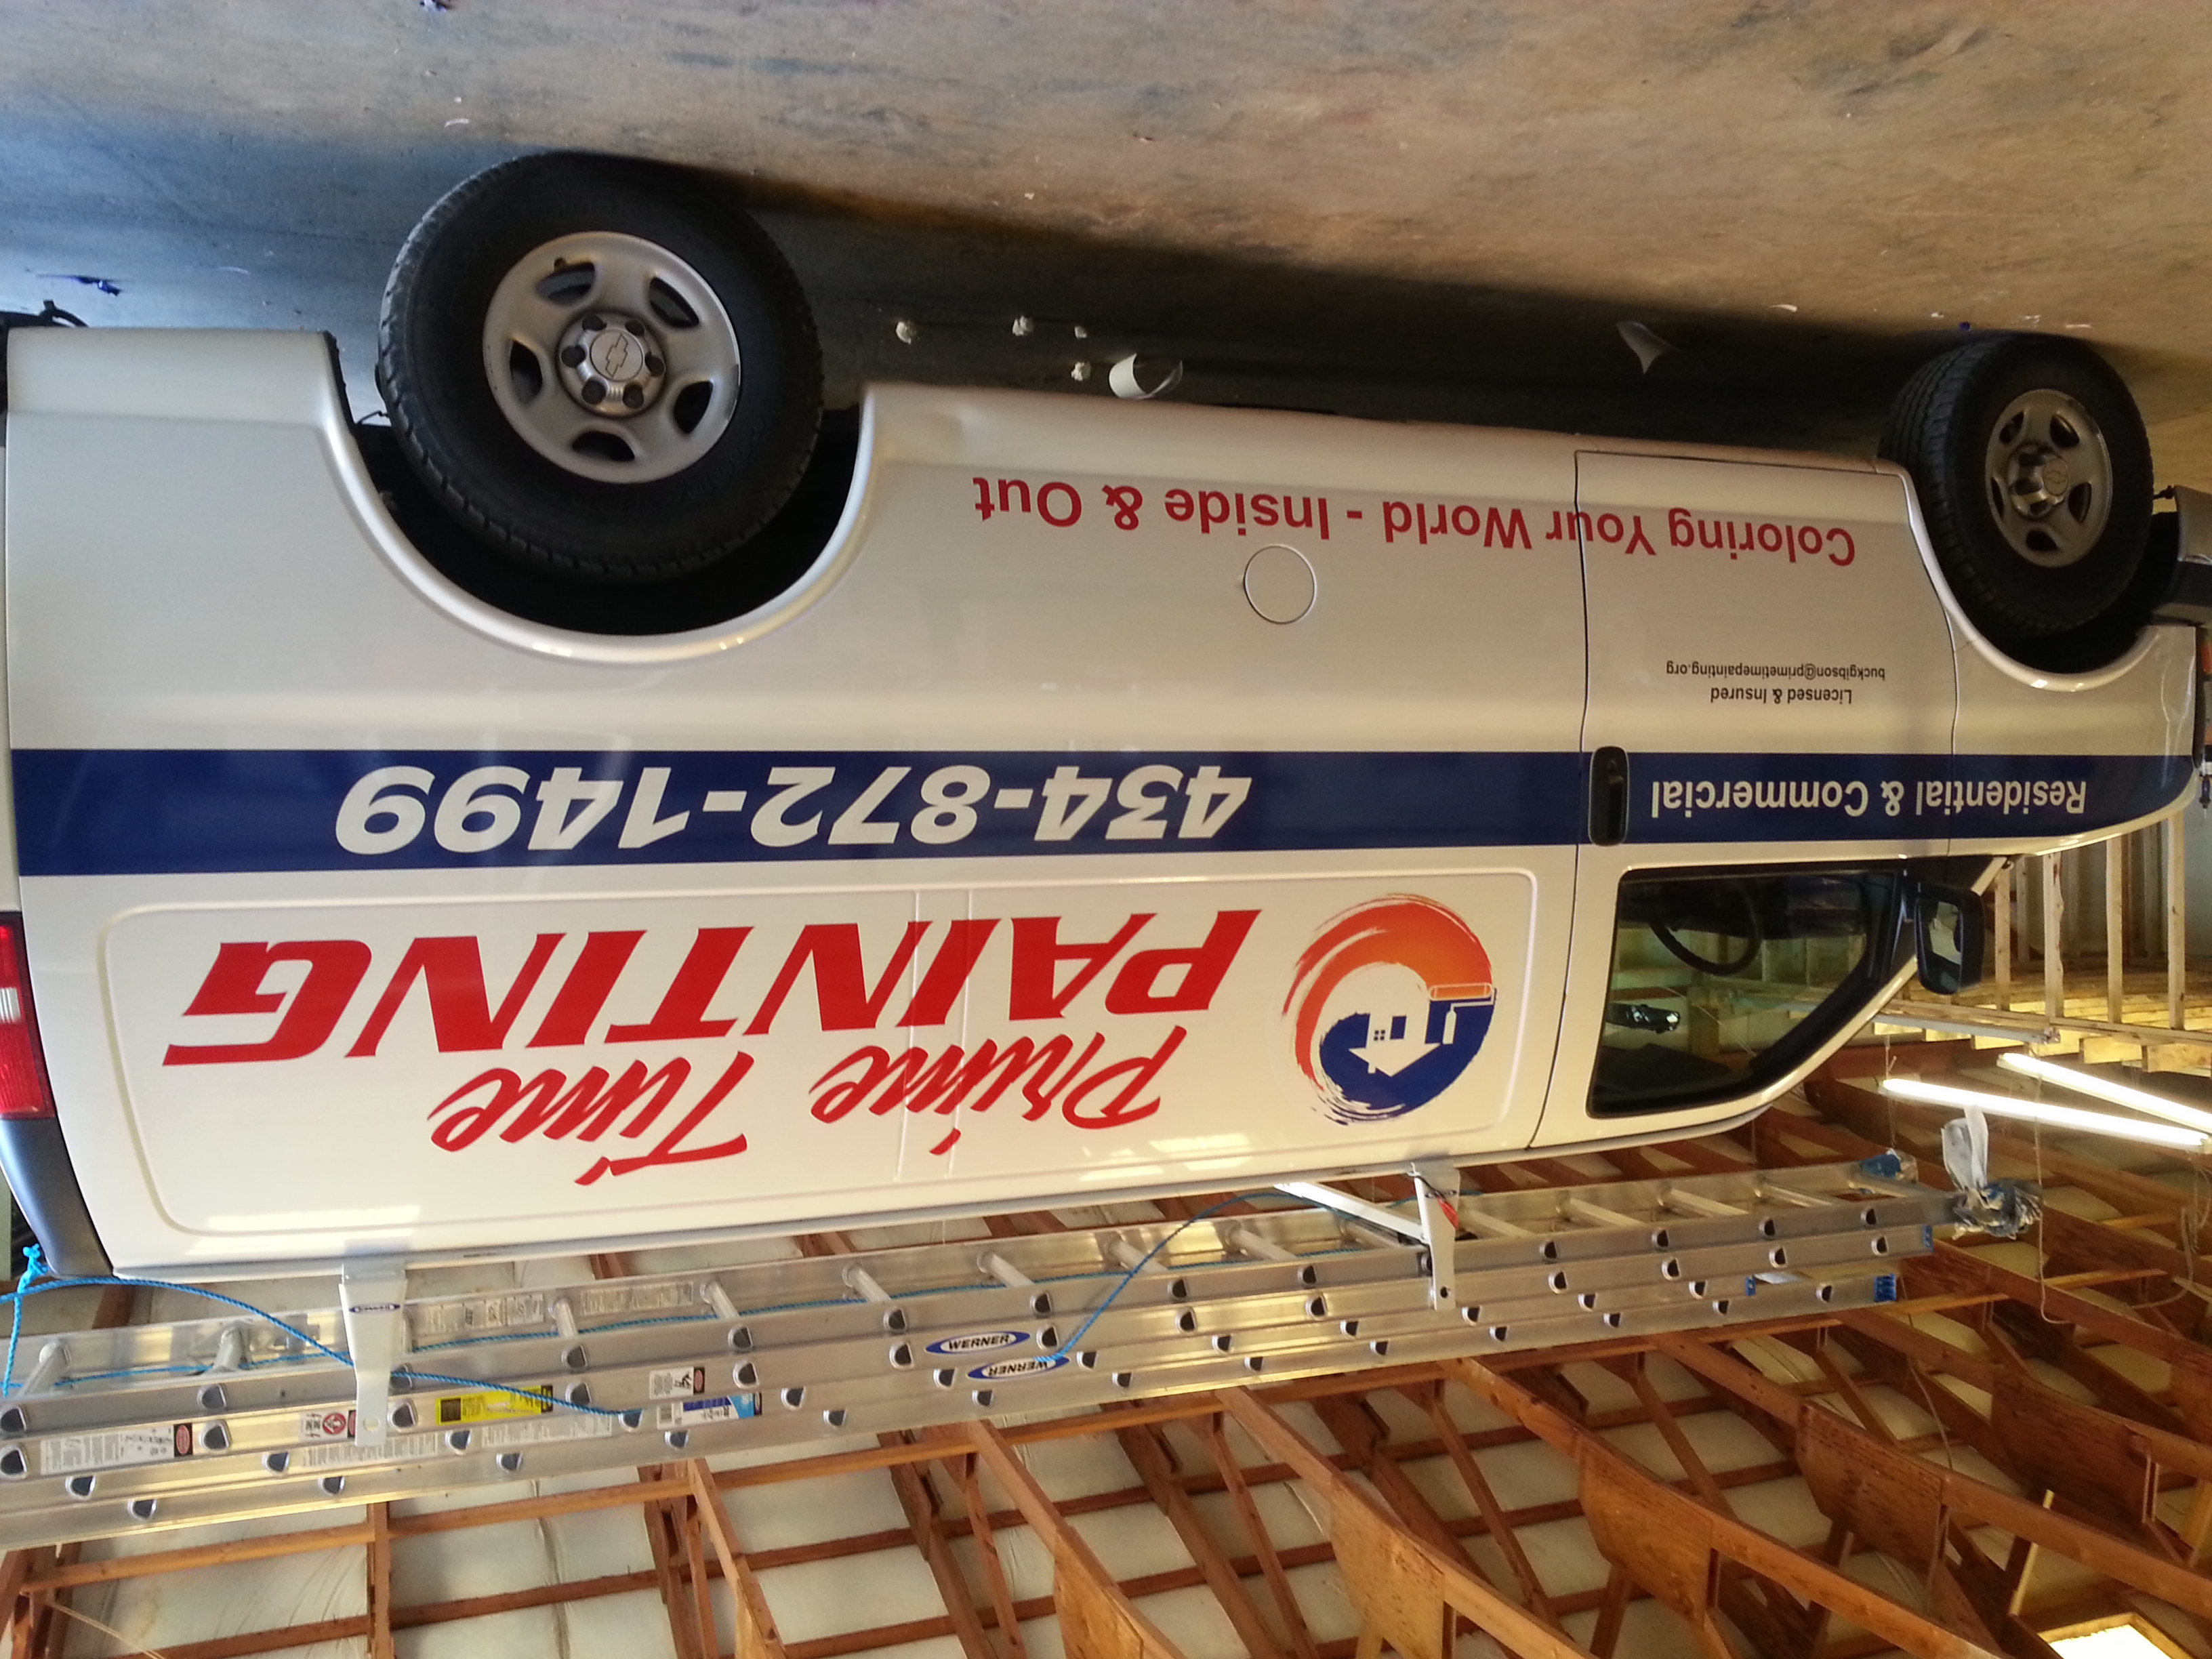 Prime Time
PAINTING
434-872-1499
Residential & Commercial
Licensed & Insured
buckgibson@primetimepainting.org
Coloring Your World - Inside & Out
WERNER
WERNER